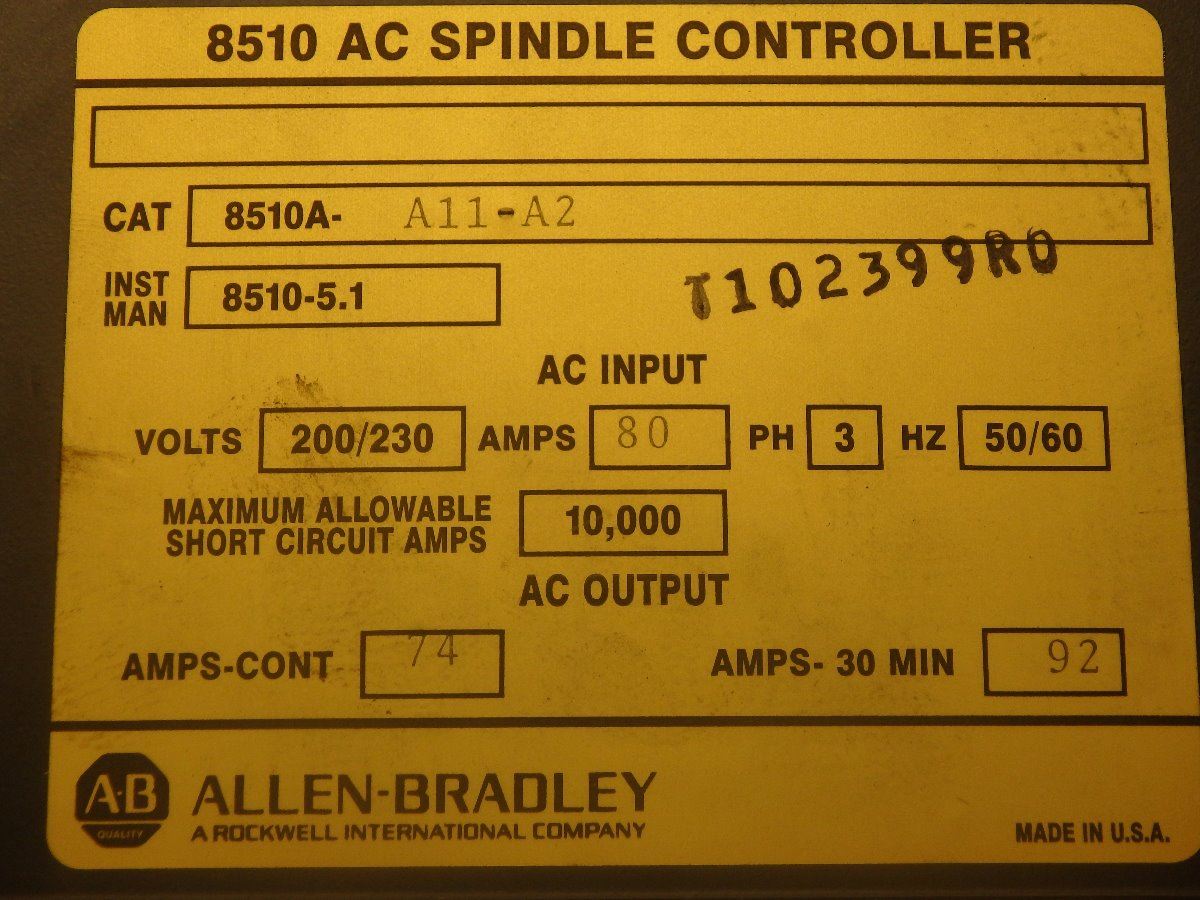 8510 AC SPINDLE CONTROLLER
CAT 8510A- A11-A2
INST MAN 8510-5.1
T102399R0
AC INPUT
VOLTS 200/230 AMPS 80 PH 3 HZ 50/60
MAXIMUM ALLOWABLE
SHORT CIRCUIT AMPS 10,000
AC OUTPUT
AMPS-CONT 74 AMPS- 30 MIN 92
A·B
QUALITY
ALLEN-BRADLEY
A ROCKWELL INTERNATIONAL COMPANY
MADE IN U.S.A.